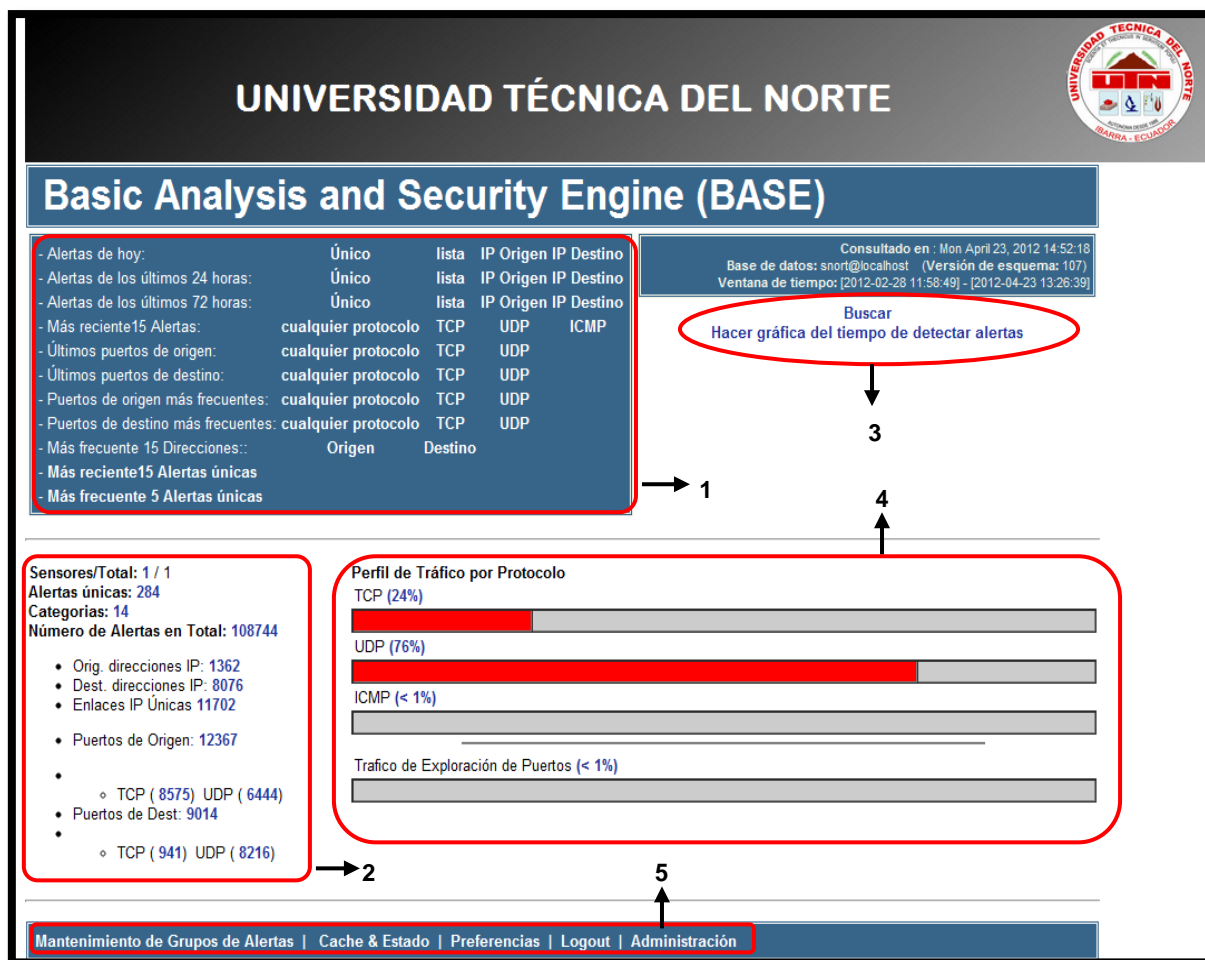 UNIVERSIDAD TÉCNICA DEL NORTE
UNIVERSIDAD TECNICA DEL NORTE
UTN
AUTONOMA DESDE 1986
IBARRA - ECUADOR
Basic Analysis and Security Engine (BASE)
- Alertas de hoy: Único lista IP Origen IP Destino
- Alertas de los últimos 24 horas: Único lista IP Origen IP Destino
- Alertas de los últimos 72 horas: Único lista IP Origen IP Destino
- Más reciente15 Alertas: cualquier protocolo TCP UDP ICMP
- Últimos puertos de origen: cualquier protocolo TCP UDP
- Últimos puertos de destino: cualquier protocolo TCP UDP
- Puertos de origen más frecuentes: cualquier protocolo TCP UDP
- Puertos de destino más frecuentes: cualquier protocolo TCP UDP
- Más frecuente 15 Direcciones:: Origen Destino
- Más reciente15 Alertas únicas
- Más frecuente 5 Alertas únicas
1
Consultado en : Mon April 23, 2012 14:52:18
Base de datos: snort@localhost (Versión de esquema: 107)
Ventana de tiempo: [2012-02-28 11:58:49] - [2012-04-23 13:26:39]
Buscar
Hacer gráfica del tiempo de detectar alertas
3
4
Sensores/Total: 1 / 1
Alertas únicas: 284
Categorias: 14
Número de Alertas en Total: 108744
• Orig. direcciones IP: 1362
• Dest. direcciones IP: 8076
• Enlaces IP Únicas 11702
• Puertos de Origen: 12367
•
◦ TCP ( 8575) UDP ( 6444)
• Puertos de Dest: 9014
•
◦ TCP ( 941) UDP ( 8216)
2
Perfil de Tráfico por Protocolo
TCP (24%)
UDP (76%)
ICMP (< 1%)
Trafico de Exploración de Puertos (< 1%)
5
Mantenimiento de Grupos de Alertas | Cache & Estado | Preferencias | Logout | Administración